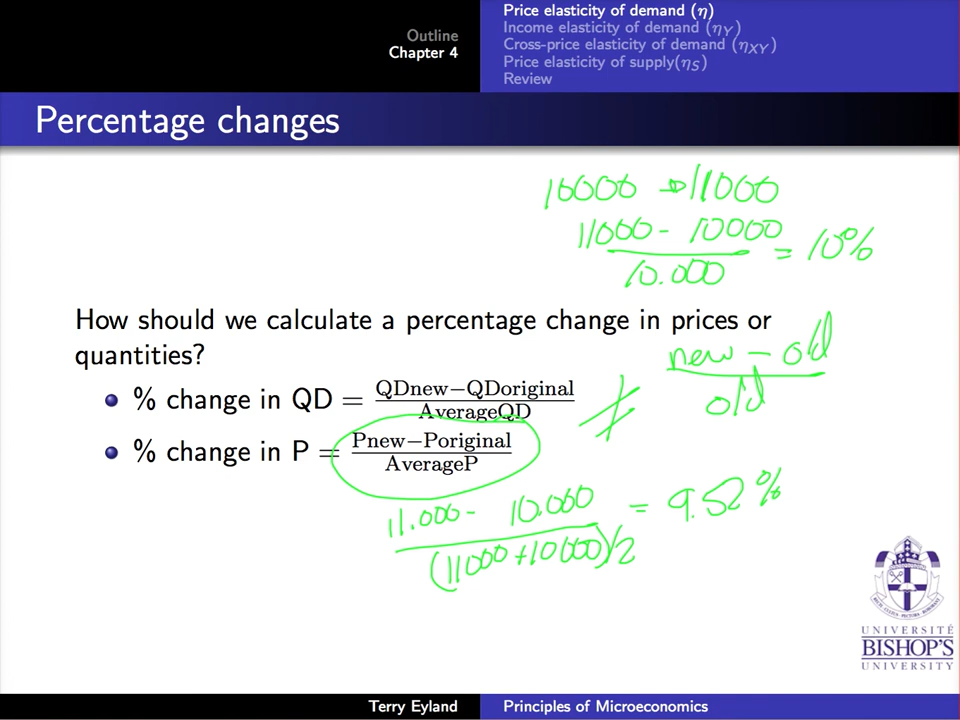 Outline
Chapter 4
Price elasticity of demand (η)
Income elasticity of demand (ηY)
Cross-price elasticity of demand (ηXY)
Price elasticity of supply(ηS)
Review
Percentage changes
10000 → 11000
11000 - 10000
10.000
= 10%
How should we calculate a percentage change in prices or
quantities?
new - old
old
≠
% change in QD = QDnew−QDoriginal
AverageQD
% change in P = Pnew−Poriginal
AverageP
11.000 - 10.000
(11000 + 10000)/2
= 9.52%
UNIVERSITÉ
BISHOP'S
UNIVERSITY
Terry Eyland
Principles of Microeconomics